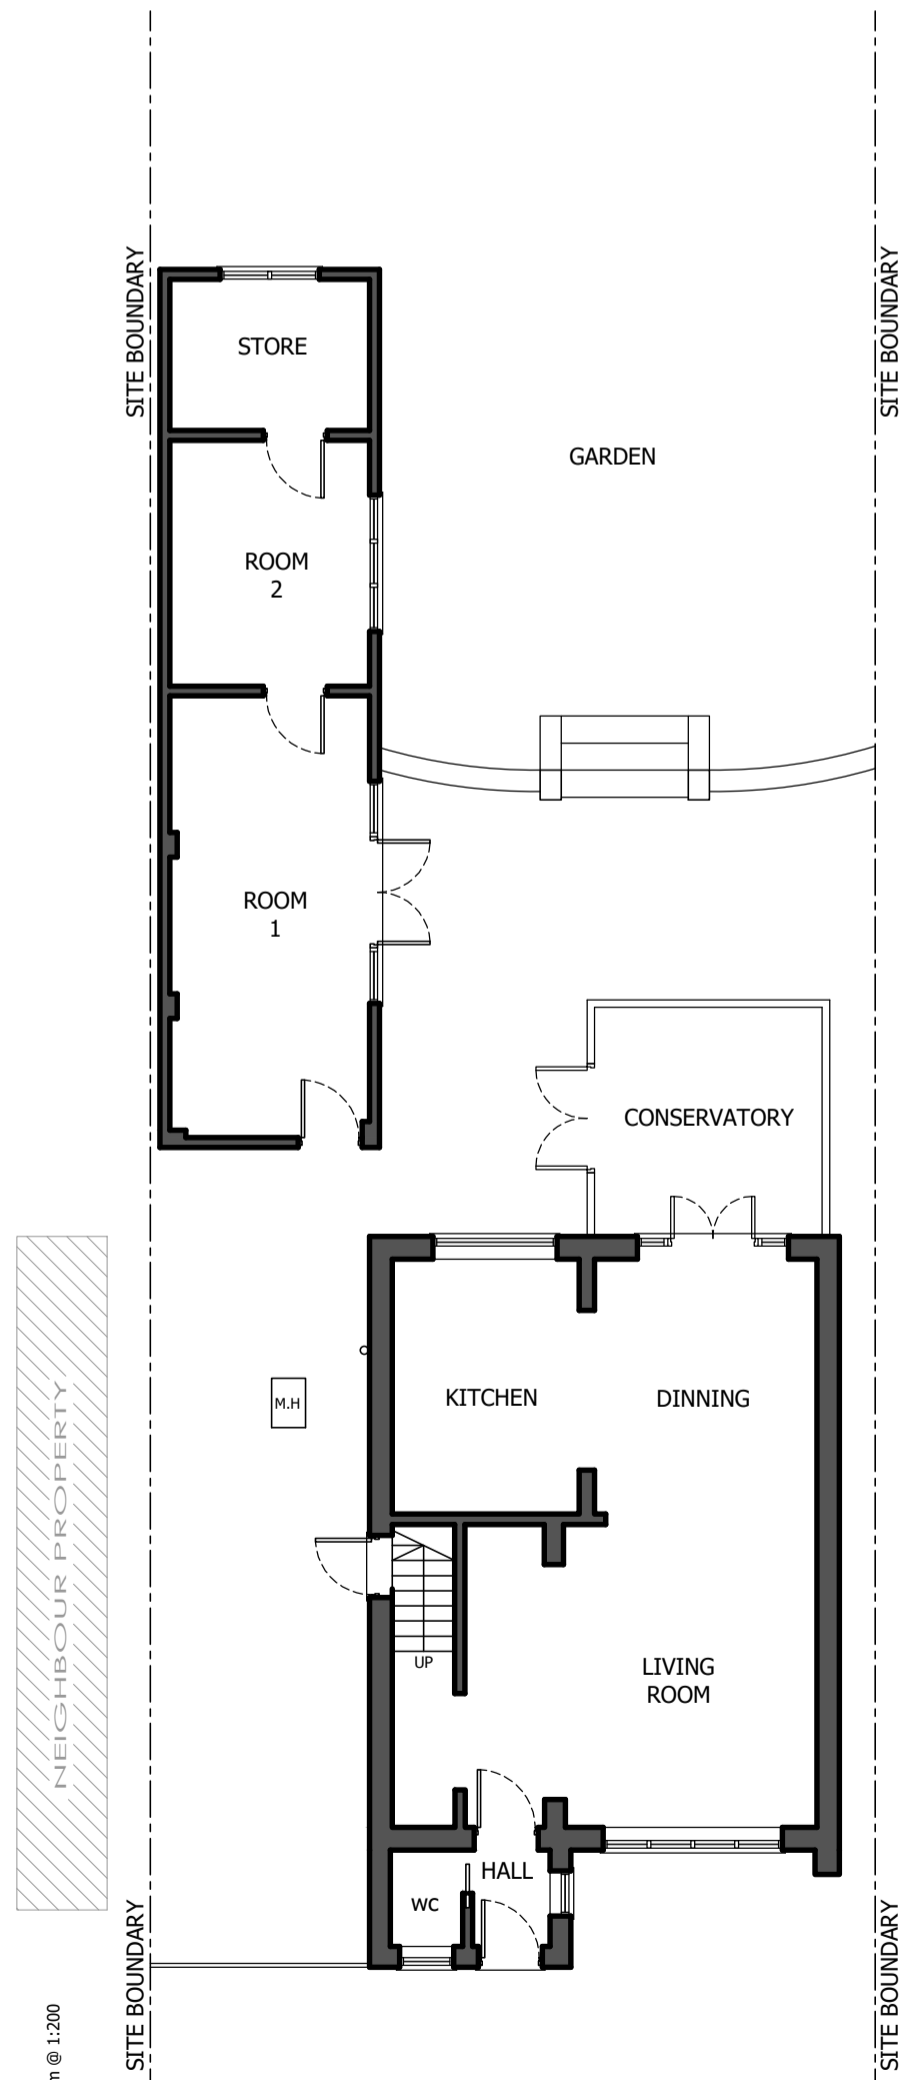 SITE BOUNDARY
SITE BOUNDARY
STORE
GARDEN
ROOM
2
ROOM
1
CONSERVATORY
M.H
KITCHEN
DINNING
NEIGHBOUR PROPERTY
UP
LIVING
ROOM
HALL
WC
SITE BOUNDARY
SITE BOUNDARY
@ 1:200